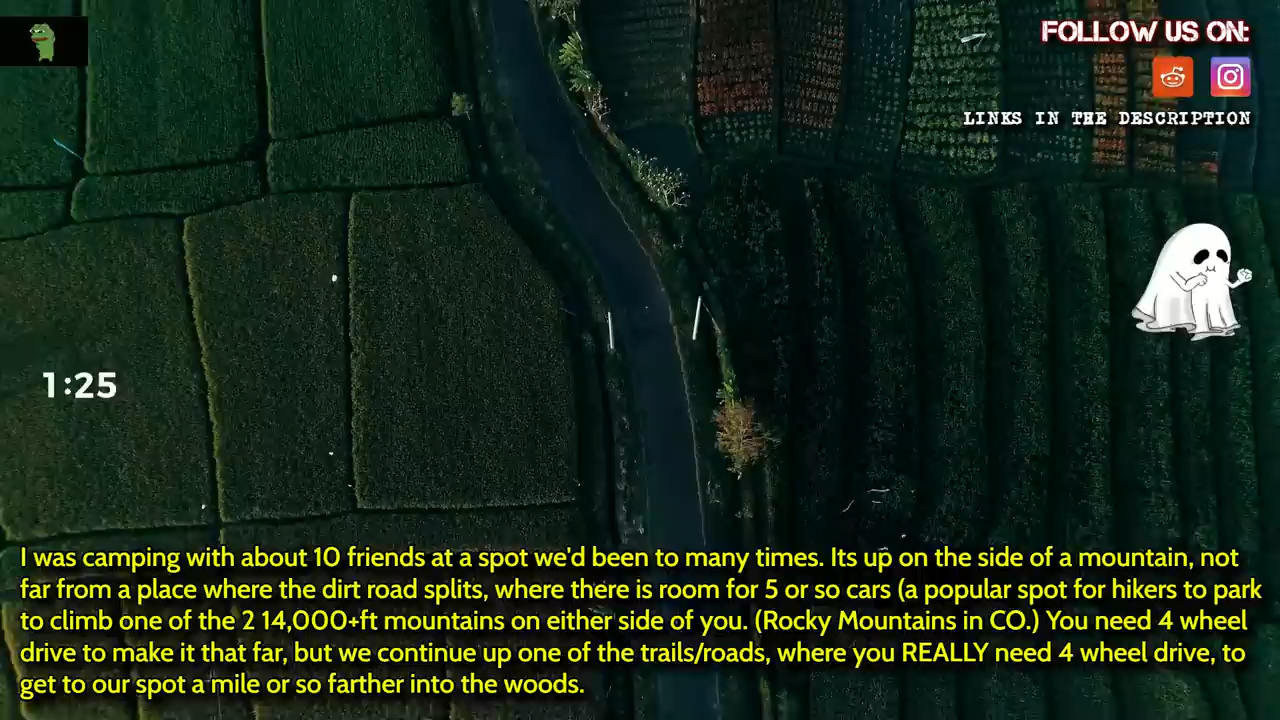 FOLLOW US ON:
LINKS IN THE DESCRIPTION
1:25
I was camping with about 10 friends at a spot we'd been to many times. Its up on the side of a mountain, not
far from a place where the dirt road splits, where there is room for 5 or so cars (a popular spot for hikers to park
to climb one of the 2 14,000+ft mountains on either side of you. (Rocky Mountains in CO.) You need 4 wheel
drive to make it that far, but we continue up one of the trails/roads, where you REALLY need 4 wheel drive, to
get to our spot a mile or so farther into the woods.